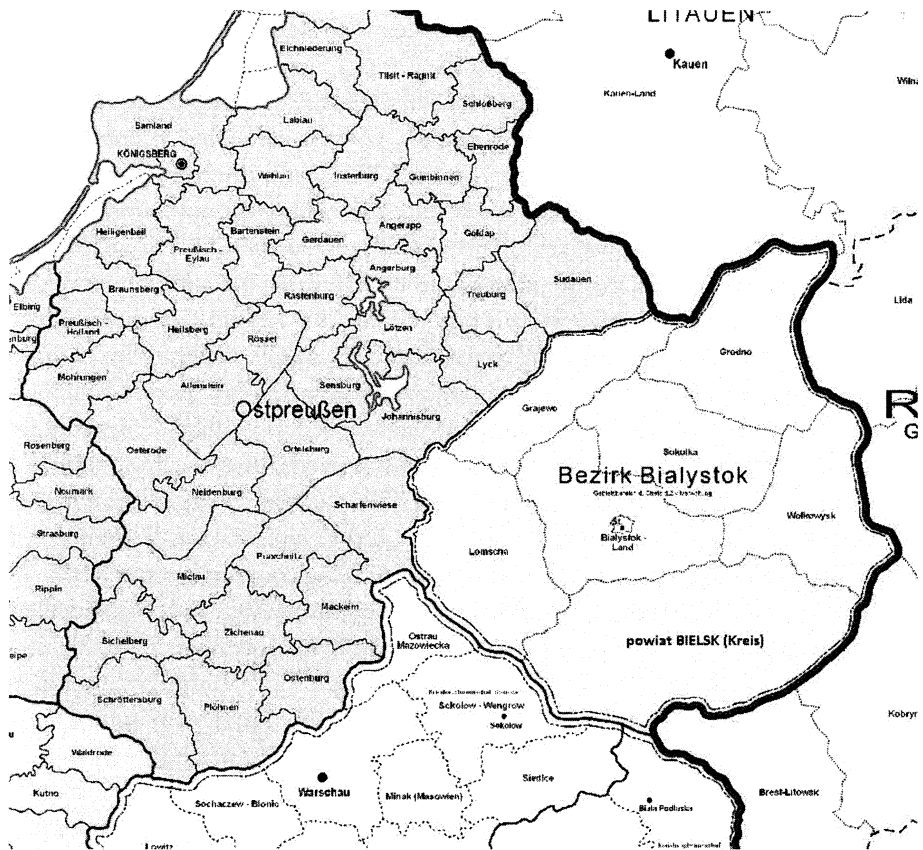 LITAUEN
Elchniederung
Kauen
Tilsit - Ragnit
Wilna
Kauen-Land
Schloßberg
Labiau
Samland
Ebenrode
KÖNIGSBERG
Wehlau
Insterburg
Gumbinnen
Heiligenbeil
Bartenstein
Angerapp
Goldap
Preußisch -
Eylau
Gerdauen
Angerburg
Sudauen
Braunsberg
Rastenburg
Treuburg
Elbing
Lida
Preußisch -
Holland
Heilsberg
Lötzen
Rössel
Grodno
Lyck
Mohrungen
Allenstein
Sensburg
Ostpreußen
Johannisburg
Grajewo
R
G
Rosenberg
Osterode
Ortelsburg
Sokolka
Bezirk Bialystok
Neumark
Neidenburg
Scharfenwiese
Wolkowysk
Strasburg
Bialystok -
Land
Lomscha
Praschnitz
Rippin
Mielau
Mackeim
Zichenau
Ostrau
Mazowiecka
powiat BIELSK (Kreis)
Sichelberg
eipe
Ostenburg
Schröttersburg
Plöhnen
Sokolow - Wengrow
Sokolow
Kobryn
Waldrode
Warschau
Siedlce
Kutno
Sochaczew - Blonie
Minsk (Masowien)
Brest-Litowsk
Biala Podlaska
Lowitz